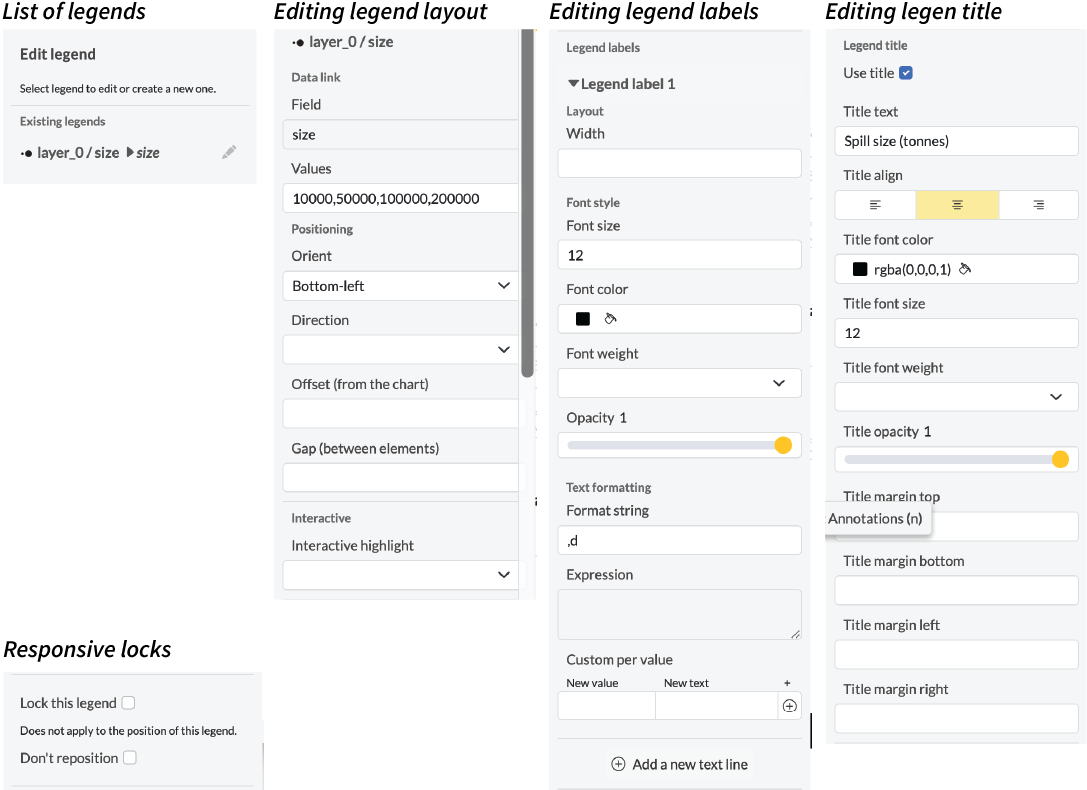 List of legends
Edit legend
Select legend to edit or create a new one.
Existing legends
layer_0 / size size
Editing legend layout
layer_0 / size
Data link
Field
size
Values
10000,50000,100000,200000
Positioning
Orient
Bottom-left
Direction
Offset (from the chart)
Gap (between elements)
Interactive
Interactive highlight
Editing legend labels
Legend labels
Legend label 1
Layout
Width
Font style
Font size
12
Font color
Font weight
Opacity 1
Text formatting
Format string
,d
Expression
Custom per value
New value New text +
Add a new text line
Editing legen title
Legend title
Use title
Title text
Spill size (tonnes)
Title align
Title font color
rgba(0,0,0,1)
Title font size
12
Title font weight
Title opacity 1
Title margin top
Annotations (n)
Title margin bottom
Title margin left
Title margin right
Responsive locks
Lock this legend
Does not apply to the position of this legend.
Don't reposition